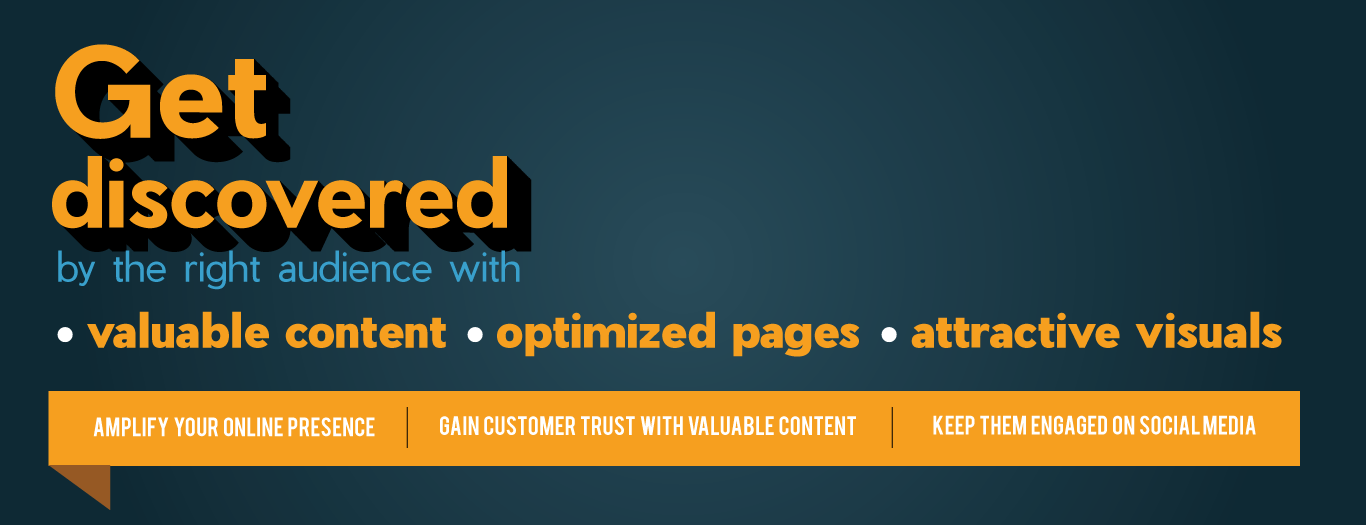 Get
discovered
by the right audience with
• valuable content • optimized pages • attractive visuals
AMPLIFY YOUR ONLINE PRESENCE | GAIN CUSTOMER TRUST WITH VALUABLE CONTENT | KEEP THEM ENGAGED ON SOCIAL MEDIA